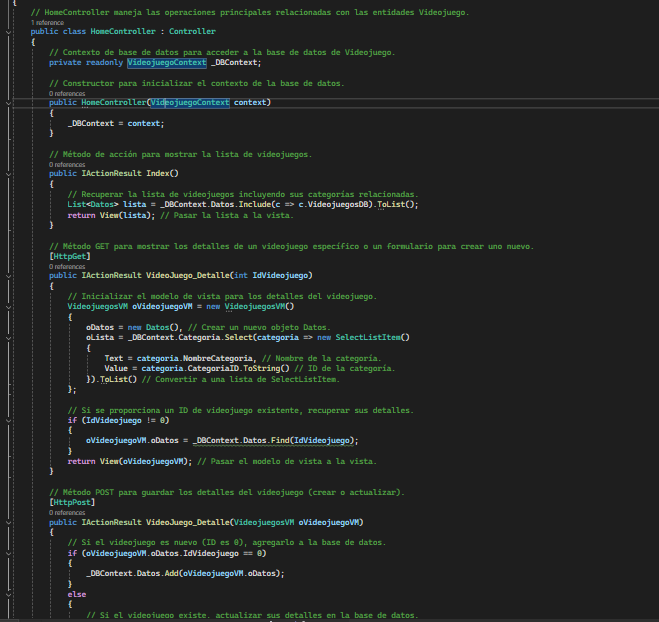 {
// HomeController maneja las operaciones principales relacionadas con las entidades Videojuego.
1 reference
public class HomeController : Controller
{
// Contexto de base de datos para acceder a la base de datos de Videojuego.
private readonly VideojuegoContext _DBContext;
// Constructor para inicializar el contexto de la base de datos.
0 references
public HomeController(VideojuegoContext context)
{
_DBContext = context;
}
// Método de acción para mostrar la lista de videojuegos.
0 references
public IActionResult Index()
{
// Recuperar la lista de videojuegos incluyendo sus categorías relacionadas.
List<Datos> lista = _DBContext.Datos.Include(c => c.VideojuegosDB).ToList();
return View(lista); // Pasar la lista a la vista.
}
// Método GET para mostrar los detalles de un videojuego específico o un formulario para crear uno nuevo.
[HttpGet]
0 references
public IActionResult VideoJuego_Detalle(int IdVideojuego)
{
// Inicializar el modelo de vista para los detalles del videojuego.
VideojuegosVM oVideojuegoVM = new VideojuegosVM()
{
oDatos = new Datos(), // Crear un nuevo objeto Datos.
oLista = _DBContext.Categoria.Select(categoria => new SelectListItem()
{
Text = categoria.NombreCategoria, // Nombre de la categoría.
Value = categoria.CategoriaID.ToString() // ID de la categoría.
}).ToList() // Convertir a una lista de SelectListItem.
};
// Si se proporciona un ID de videojuego existente, recuperar sus detalles.
if (IdVideojuego != 0)
{
oVideojuegoVM.oDatos = _DBContext.Datos.Find(IdVideojuego);
}
return View(oVideojuegoVM); // Pasar el modelo de vista a la vista.
}
// Método POST para guardar los detalles del videojuego (crear o actualizar).
[HttpPost]
0 references
public IActionResult VideoJuego_Detalle(VideojuegosVM oVideojuegoVM)
{
// Si el videojuego es nuevo (ID es 0), agregarlo a la base de datos.
if (oVideojuegoVM.oDatos.IdVideojuego == 0)
{
_DBContext.Datos.Add(oVideojuegoVM.oDatos);
}
else
{
// Si el videojuego existe, actualizar sus detalles en la base de datos.